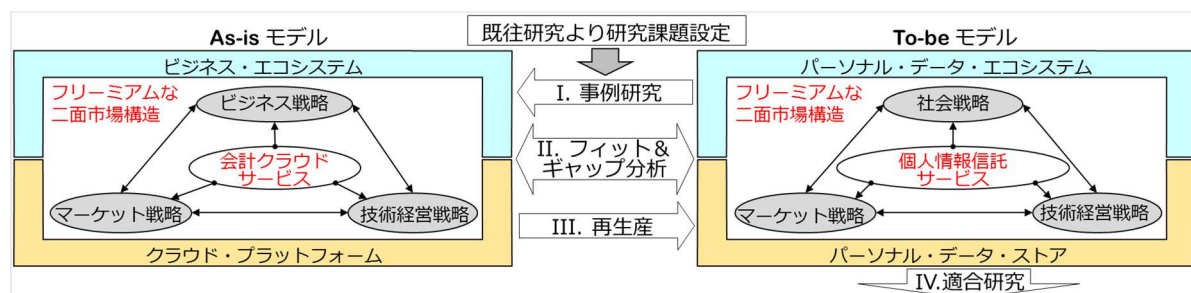 既往研究より研究課題設定
As-is モデル
ビジネス・エコシステム
フリーミアムな
二面市場構造
ビジネス戦略
会計クラウド
サービス
マーケット戦略
技術経営戦略
クラウド・プラットフォーム
I. 事例研究
II. フィット&
ギャップ分析
III. 再生産
To-be モデル
パーソナル・データ・エコシステム
フリーミアムな
二面市場構造
社会戦略
個人情報信託
サービス
マーケット戦略
技術経営戦略
パーソナル・データ・ストア
IV.適合研究